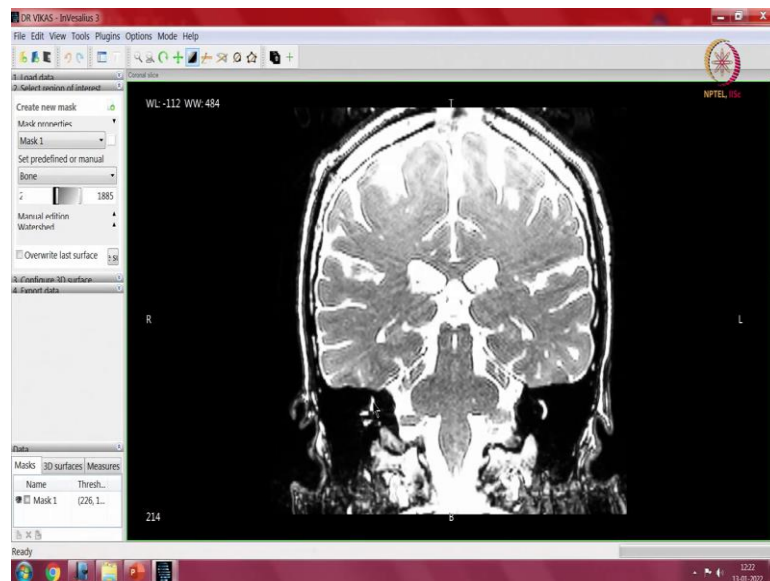 DR VIKAS - InVesalius 3
File Edit View Tools Plugins Options Mode Help
1. Load data
Coronal slice
2. Select region of interest
Create new mask
Mask properties
Mask 1
Set predefined or manual
Bone
1885
Manual edition
Watershed
Overwrite last surface
3. Configure 3D surface
4. Export data
WL: -112 WW: 484
T
NPTEL, IISc
R
L
214
B
Data
Masks 3D surfaces Measures
Name Thresh...
Mask 1 (226, 1...
Ready
12:22
13-01-2022